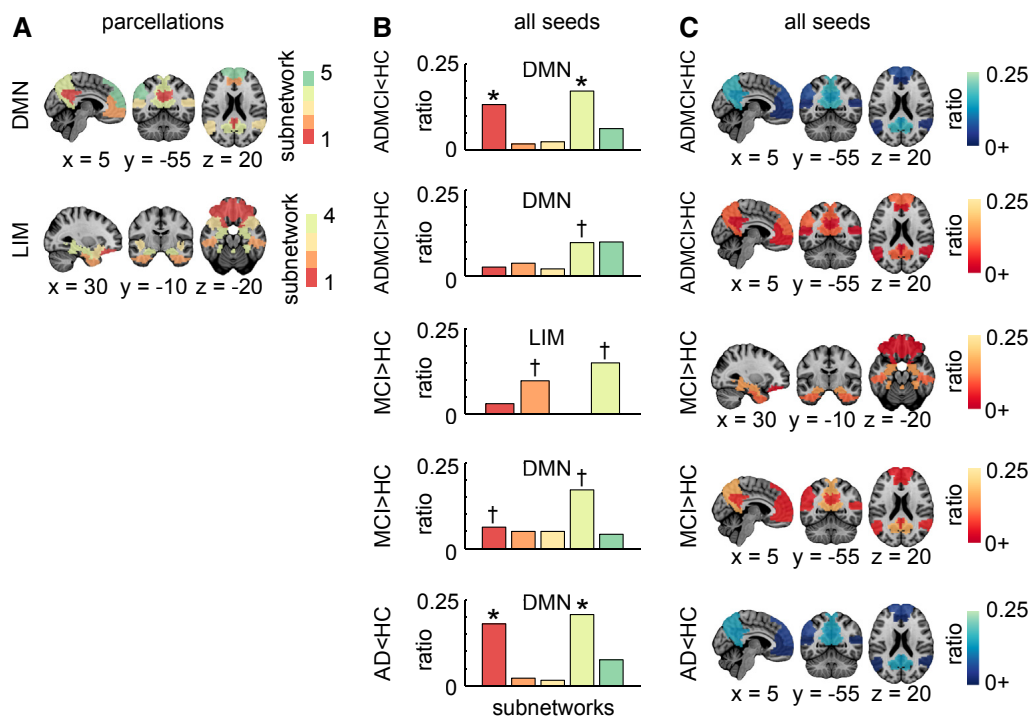 A parcellations
DMN
x = 5 y = -55 z = 20
subnetwork
5
1
LIM
x = 30 y = -10 z = -20
subnetwork
4
1
B all seeds
ADMCI<HC
ratio
0.25
0
DMN
* *
ADMCI>HC
ratio
0.25
0
DMN
†
MCI>HC
ratio
0.25
0
LIM
† †
MCI>HC
ratio
0.25
0
DMN
† †
AD<HC
ratio
0.25
0
DMN
* *
subnetworks
C all seeds
ADMCI<HC
x = 5 y = -55 z = 20
ratio
0.25
0+
ADMCI>HC
x = 5 y = -55 z = 20
ratio
0.25
0+
MCI>HC
x = 30 y = -10 z = -20
ratio
0.25
0+
MCI>HC
x = 5 y = -55 z = 20
ratio
0.25
0+
AD<HC
x = 5 y = -55 z = 20
ratio
0.25
0+